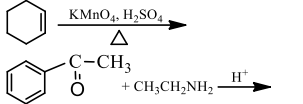 KMnO₄, H₂SO₄
△
C–CH₃
O
+ CH₃CH₂NH₂
H⁺